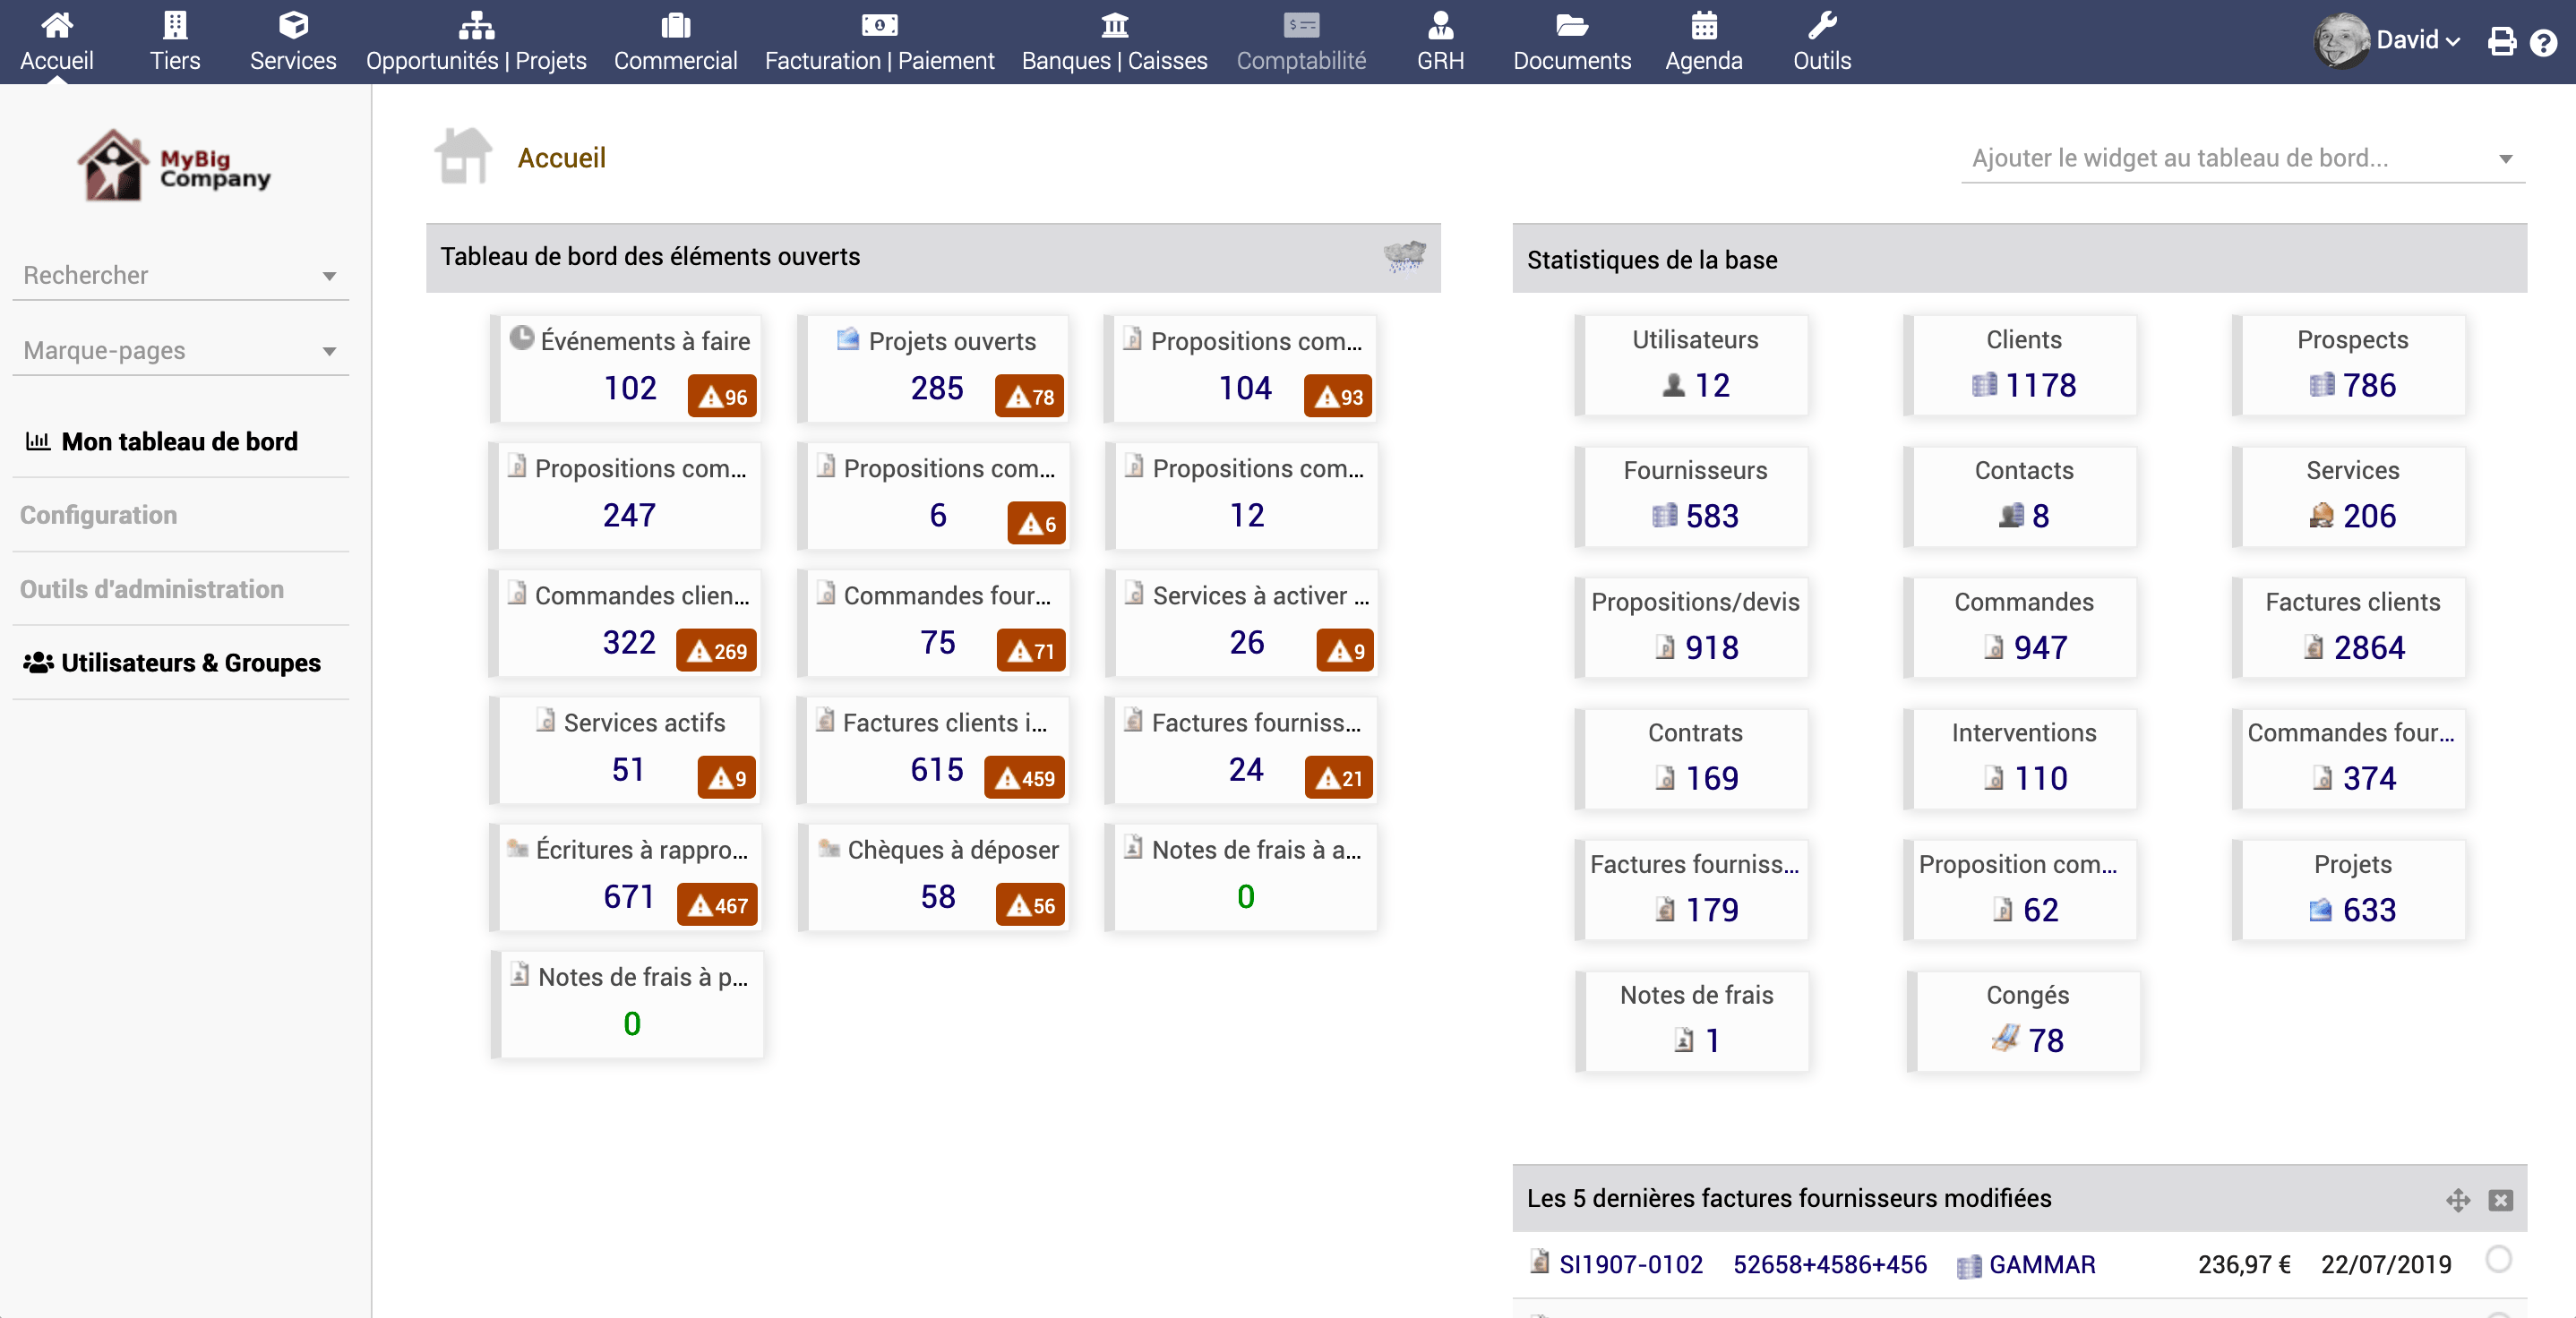 Accueil
Tiers
Services
Opportunités | Projets
Commercial
Facturation | Paiement
Banques | Caisses
Comptabilité
GRH
Documents
Agenda
Outils
David
MyBig
Company
Rechercher
Marque-pages
Mon tableau de bord
Configuration
Outils d'administration
Utilisateurs & Groupes
Accueil
Ajouter le widget au tableau de bord...
Tableau de bord des éléments ouverts
Événements à faire
102 96
Projets ouverts
285 78
Propositions com...
104 93
Propositions com...
247
Propositions com...
6 6
Propositions com...
12
Commandes clien...
322 269
Commandes four...
75 71
Services à activer ...
26 9
Services actifs
51 9
Factures clients i...
615 459
Factures fourniss...
24 21
Écritures à rappro...
671 467
Chèques à déposer
58 56
Notes de frais à a...
0
Notes de frais à p...
0
Statistiques de la base
Utilisateurs
12
Clients
1178
Prospects
786
Fournisseurs
583
Contacts
8
Services
206
Propositions/devis
918
Commandes
947
Factures clients
2864
Contrats
169
Interventions
110
Commandes four...
374
Factures fourniss...
179
Proposition com...
62
Projets
633
Notes de frais
1
Congés
78
Les 5 dernières factures fournisseurs modifiées
SI1907-0102 52658+4586+456 GAMMAR 236,97 € 22/07/2019